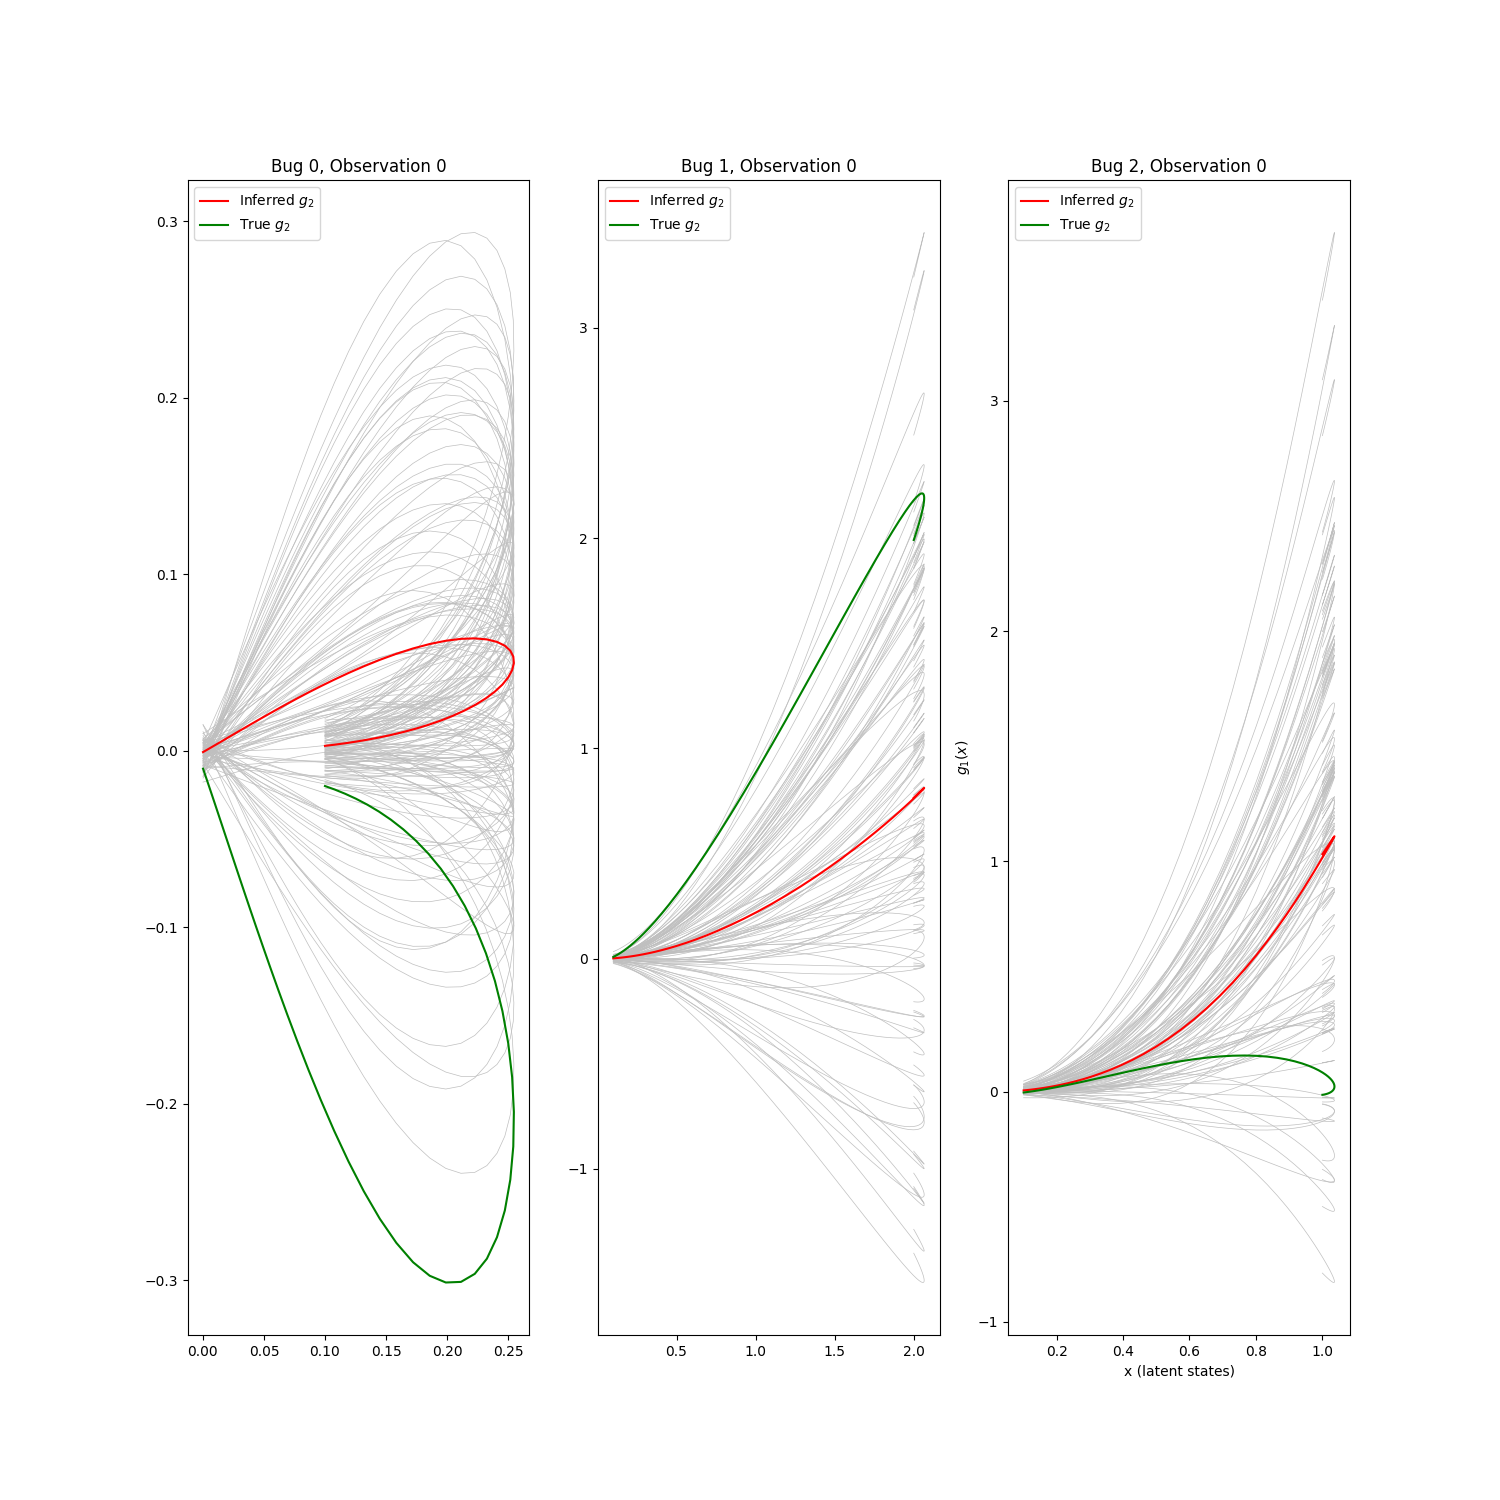 Bug 0, Observation 0
Inferred g₂
True g₂
0.3
0.2
0.1
0.0
−0.1
−0.2
−0.3
0.00 0.05 0.10 0.15 0.20 0.25
Bug 1, Observation 0
Inferred g₂
True g₂
3
2
1
0
−1
0.5 1.0 1.5 2.0
Bug 2, Observation 0
Inferred g₂
True g₂
g₁(x)
3
2
1
0
−1
0.2 0.4 0.6 0.8 1.0
x (latent states)